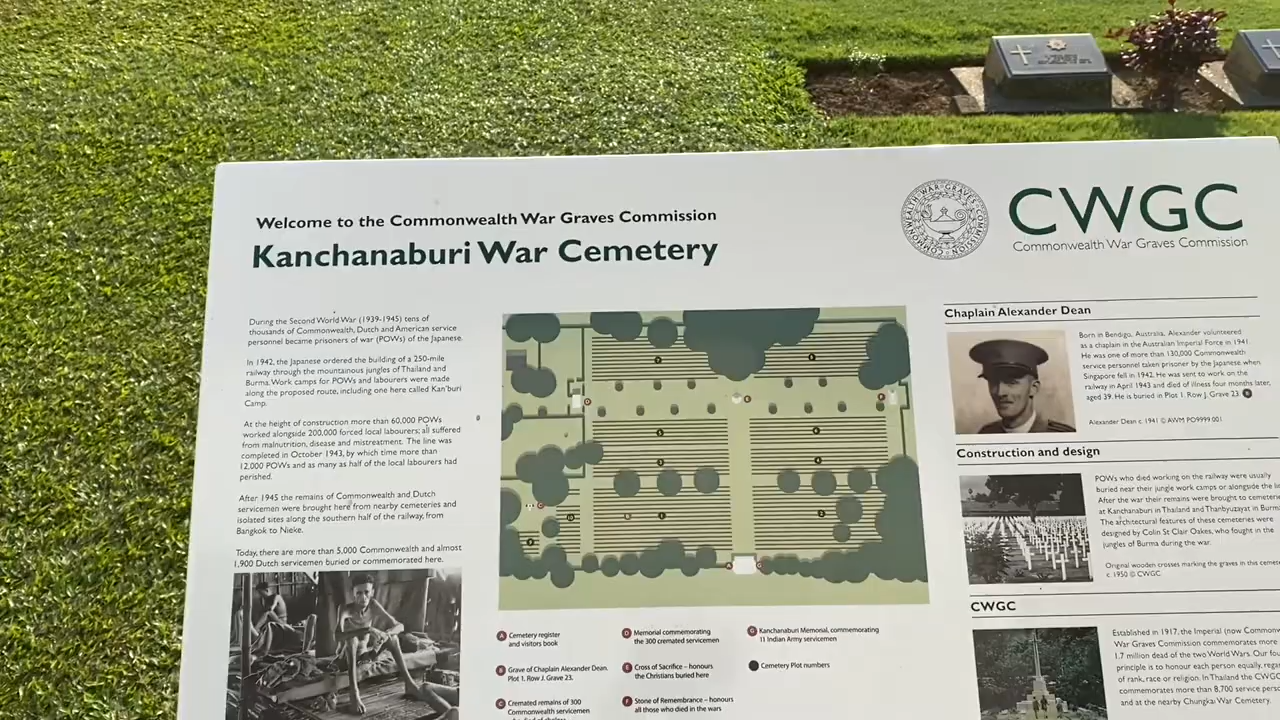 Welcome to the Commonwealth War Graves Commission
Kanchanaburi War Cemetery
COMMONWEALTH WAR GRAVES COMMISSION
CWGC
Commonwealth War Graves Commission
During the Second World War (1939-1945) tens of
thousands of Commonwealth, Dutch and American service
personnel became prisoners of war (POWs) of the Japanese.
In 1942, the Japanese ordered the building of a 250-mile
railway through the mountainous jungles of Thailand and
Burma. Work camps for POWs and labourers were made
along the proposed route, including one here called Kan'buri
Camp.
At the height of construction more than 60,000 POWs
worked alongside 200,000 forced local labourers; all suffered
from malnutrition, disease and mistreatment. The line was
completed in October 1943, by which time more than
12,000 POWs and as many as half of the local labourers had
perished.
After 1945 the remains of Commonwealth and Dutch
servicemen were brought here from nearby cemeteries and
isolated sites along the southern half of the railway, from
Bangkok to Nieke.
Today, there are more than 5,000 Commonwealth and almost
1,900 Dutch servicemen buried or commemorated here.
A Cemetery register
and visitors book
B Grave of Chaplain Alexander Dean.
Plot 1. Row J. Grave 23.
C Cremated remains of 300
Commonwealth servicemen
D Memorial commemorating
the 300 cremated servicemen
E Cross of Sacrifice – honours
the Christians buried here
F Stone of Remembrance – honours
all those who died in the wars
G Kanchanaburi Memorial, commemorating
11 Indian Army servicemen
Cemetery Plot numbers
Chaplain Alexander Dean
Born in Bendigo, Australia, Alexander volunteered
as a chaplain in the Australian Imperial Force in 1941.
He was one of more than 130,000 Commonwealth
service personnel taken prisoner by the Japanese when
Singapore fell in 1942. He was sent to work on the
railway in April 1943 and died of illness four months later,
aged 39. He is buried in Plot 1. Row J. Grave 23.
Alexander Dean c. 1941 © AWM PO9999.001
Construction and design
POWs who died working on the railway were usually
buried near their jungle work camps or alongside the
After the war their remains were brought to
at Kanchanaburi in Thailand and Thanbyuzayat in
The architectural features of these cemeteries were
designed by Colin St Clair Oakes, who fought in the
jungles of Burma during the war.
Original wooden crosses marking the graves in this
c. 1950 © CWGC
CWGC
Established in 1917, the Imperial (now
War Graves Commission commemorates more
1.7 million dead of the two World Wars. Our
principle is to honour each person equally,
of rank, race or religion. In Thailand the CWGC
commemorates more than 8,700 service
and at the nearby Chungkai War Cemetery.